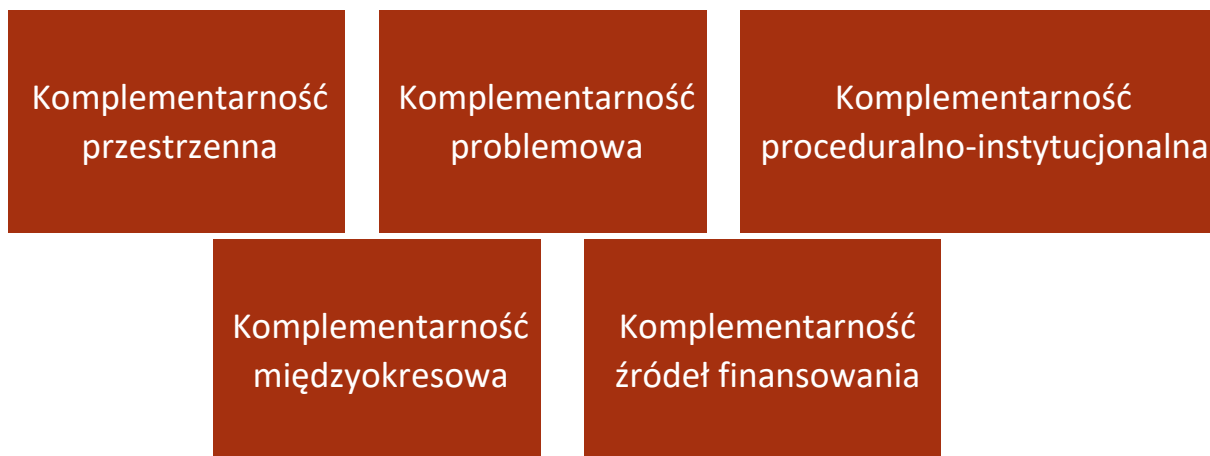 Komplementarność
przestrzenna
Komplementarność
problemowa
Komplementarność
proceduralno-instytucjonalna
Komplementarność
międzyokresowa
Komplementarność
źródeł finansowania